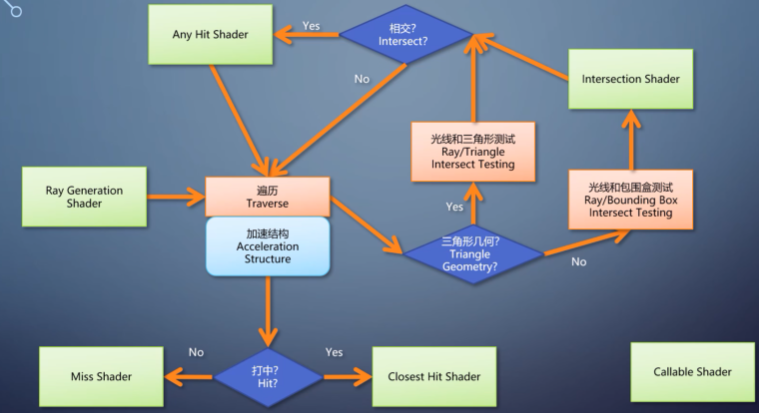 Any Hit Shader
Yes
相交?
Intersect?
No
Intersection Shader
光线和三角形测试
Ray/Triangle
Intersect Testing
光线和包围盒测试
Ray/Bounding Box
Intersect Testing
Ray Generation
Shader
遍历
Traverse
加速结构
Acceleration
Structure
Yes
三角形几何?
Triangle
Geometry?
No
No
打中?
Hit?
Yes
Miss Shader
Closest Hit Shader
Callable Shader